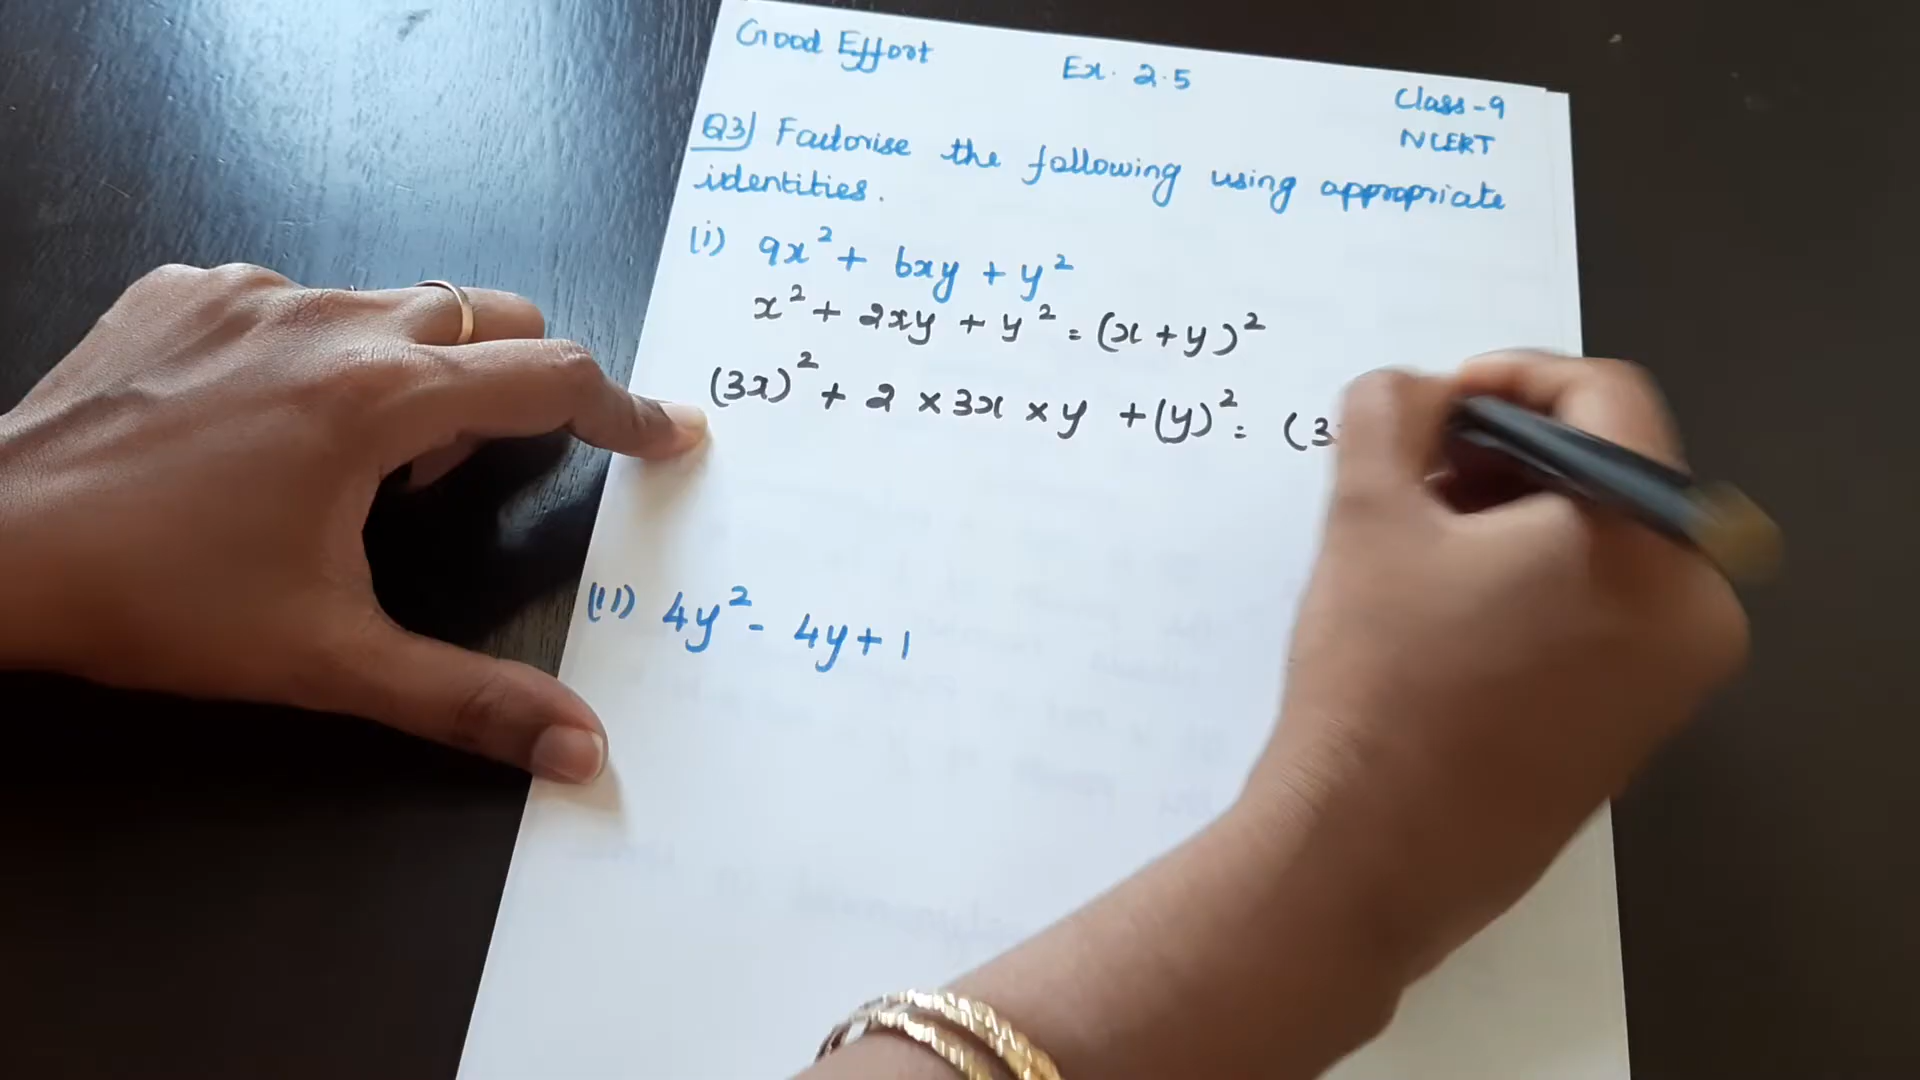 Good Effort Ex. 2.5 Class-9
NCERT
Q3) Factorise the following using appropriate
identities.
(i) 9x² + 6xy + y²
x² + 2xy + y² = (x + y)²
(3x)² + 2 × 3x × y + (y)² = (3
(ii) 4y² - 4y + 1